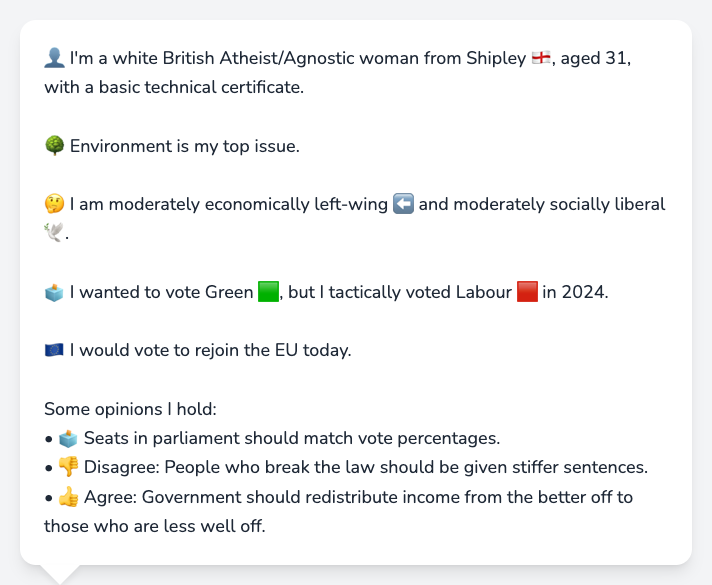 👤 I'm a white British Atheist/Agnostic woman from Shipley 🏴󠁧󠁢󠁥󠁮󠁧󠁿, aged 31,
with a basic technical certificate.
🌳 Environment is my top issue.
🤔 I am moderately economically left-wing ⬅️ and moderately socially liberal
🕊️.
🗳️ I wanted to vote Green 🟩, but I tactically voted Labour 🟥 in 2024.
🇪🇺 I would vote to rejoin the EU today.
Some opinions I hold:
• 🗳️ Seats in parliament should match vote percentages.
• 👎 Disagree: People who break the law should be given stiffer sentences.
• 👍 Agree: Government should redistribute income from the better off to
those who are less well off.